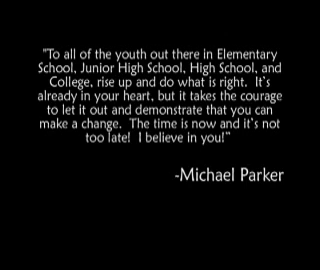 "To all of the youth out there in Elementary
School, Junior High School, High School, and
College, rise up and do what is right.  It's
already in your heart, but it takes the courage
to let it out and demonstrate that you can
make a change.  The time is now and it's not
too late!  I believe in you!"
-Michael Parker